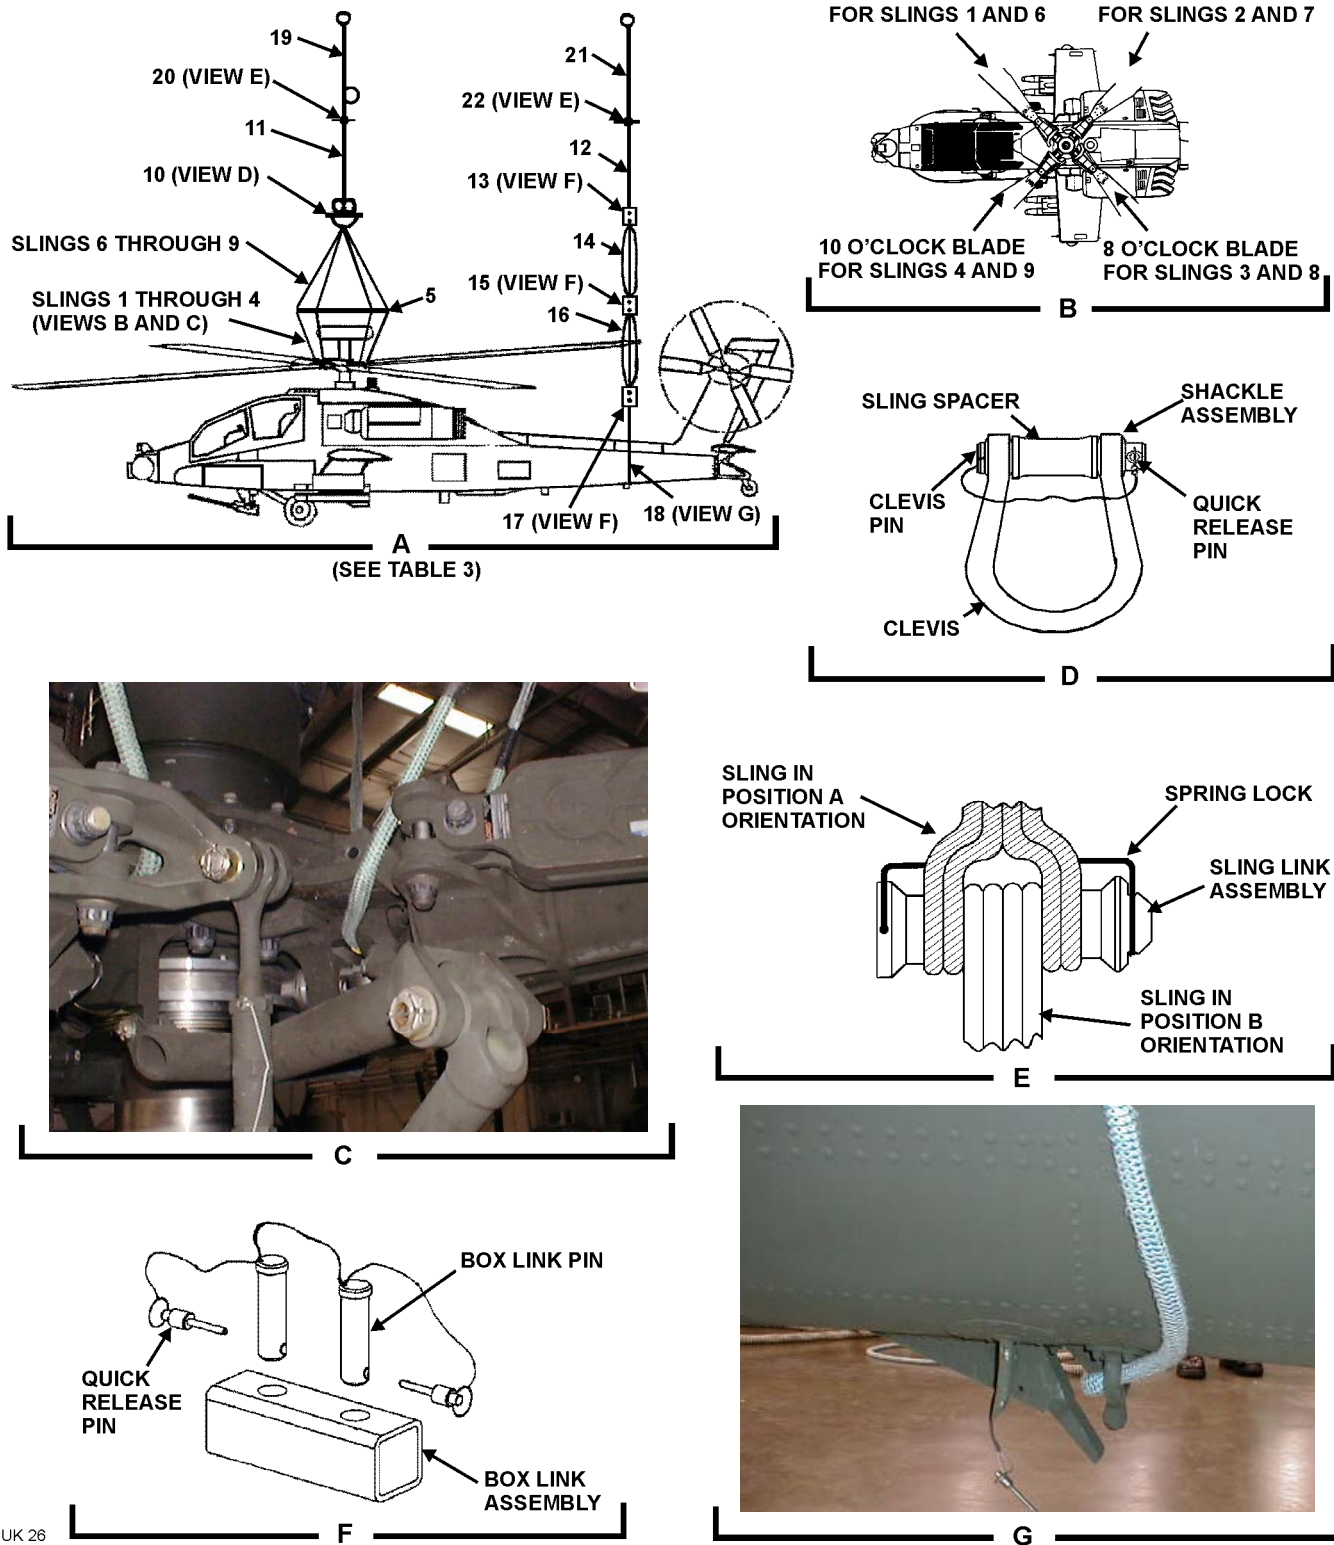 19
20 (VIEW E)
11
10 (VIEW D)
SLINGS 6 THROUGH 9
SLINGS 1 THROUGH 4
(VIEWS B AND C)
5
21
22 (VIEW E)
12
13 (VIEW F)
14
15 (VIEW F)
16
17 (VIEW F)
18 (VIEW G)
A
(SEE TABLE 3)
FOR SLINGS 1 AND 6
FOR SLINGS 2 AND 7
10 O'CLOCK BLADE
FOR SLINGS 4 AND 9
8 O'CLOCK BLADE
FOR SLINGS 3 AND 8
B
SLING SPACER
SHACKLE
ASSEMBLY
CLEVIS
PIN
QUICK
RELEASE
PIN
CLEVIS
D
C
SLING IN
POSITION A
ORIENTATION
SPRING LOCK
SLING LINK
ASSEMBLY
SLING IN
POSITION B
ORIENTATION
E
BOX LINK PIN
QUICK
RELEASE
PIN
BOX LINK
ASSEMBLY
F
G
UK 26